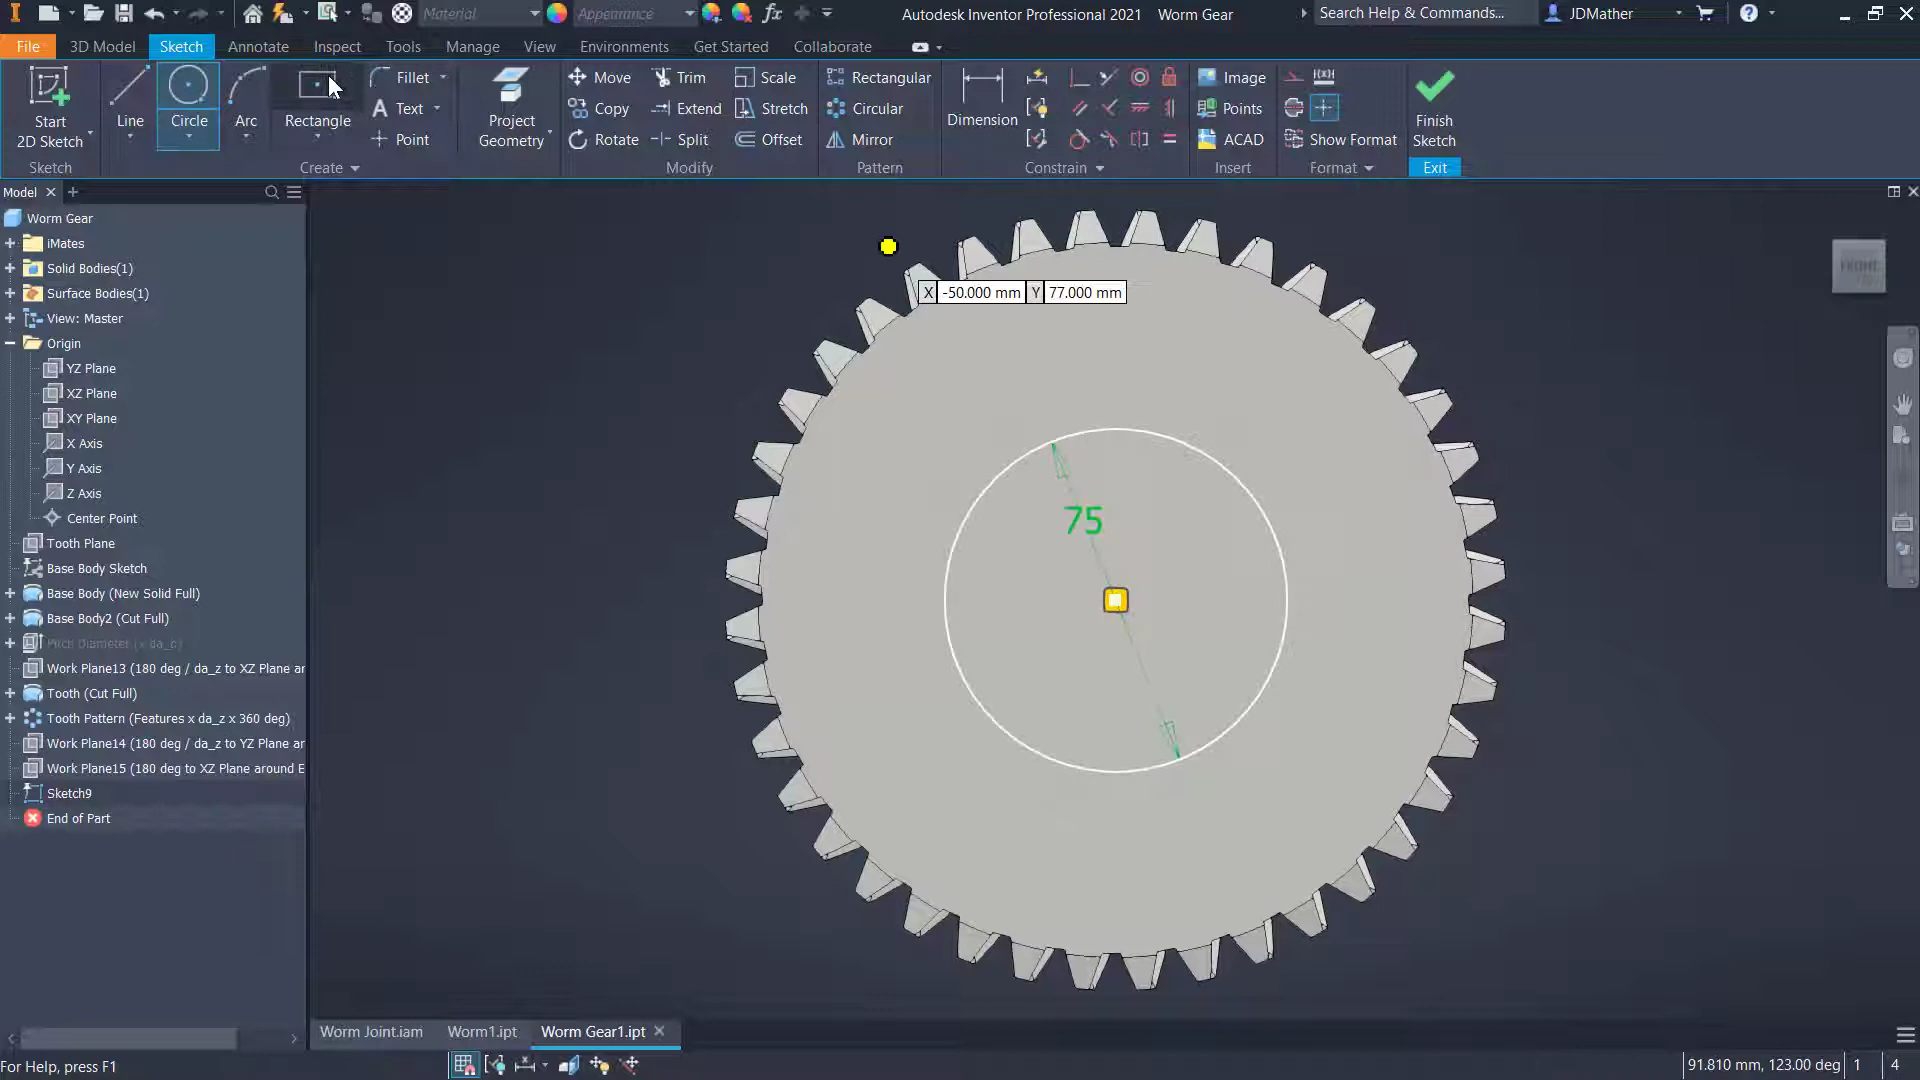 Material Appearance fx Autodesk Inventor Professional 2021 Worm Gear Search Help & Commands... JDMather
File 3D Model Sketch Annotate Inspect Tools Manage View Environments Get Started Collaborate
Start 2D Sketch Line Circle Arc Rectangle Fillet Text Point Project Geometry Move Copy Rotate Trim Extend Split Scale Stretch Offset Rectangular Circular Mirror Dimension Image Points ACAD Show Format Finish Sketch
Sketch Create Modify Pattern Constrain Insert Format Exit
Model
Worm Gear
iMates
Solid Bodies(1)
Surface Bodies(1)
View: Master
Origin
YZ Plane
XZ Plane
XY Plane
X Axis
Y Axis
Z Axis
Center Point
Tooth Plane
Base Body Sketch
Base Body (New Solid Full)
Base Body2 (Cut Full)
Pitch Diameter (x da_b)
Work Plane13 (180 deg / da_z to XZ Plane ar
Tooth (Cut Full)
Tooth Pattern (Features x da_z x 360 deg)
Work Plane14 (180 deg / da_z to YZ Plane ar
Work Plane15 (180 deg to XZ Plane around E
Sketch9
End of Part
FRONT
X -50.000 mm Y 77.000 mm
75
Worm Joint.iam Worm1.ipt Worm Gear1.ipt
For Help, press F1 91.810 mm, 123.00 deg 1 4